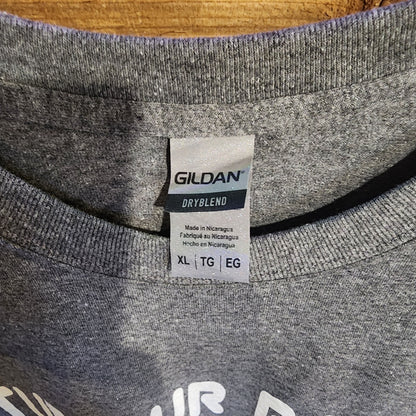 GILDAN
DRYBLEND
Made in Nicaragua
Fabriqué au Nicaragua
Hecho en Nicaragua
XL | TG | EG